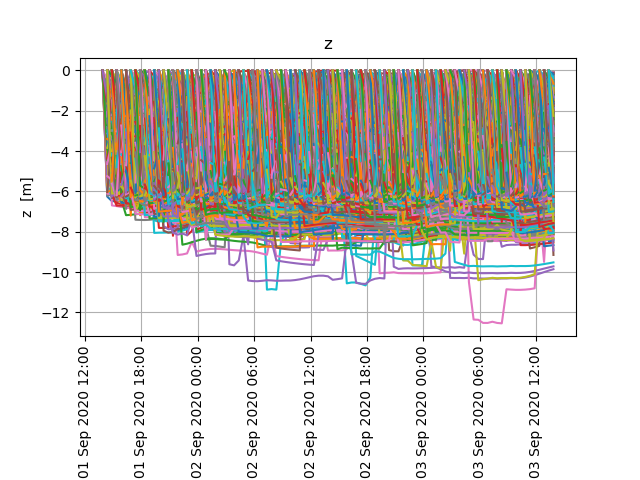 z
0
−2
−4
−6
−8
−10
−12
z [m]
01 Sep 2020 12:00
01 Sep 2020 18:00
02 Sep 2020 00:00
02 Sep 2020 06:00
02 Sep 2020 12:00
02 Sep 2020 18:00
03 Sep 2020 00:00
03 Sep 2020 06:00
03 Sep 2020 12:00